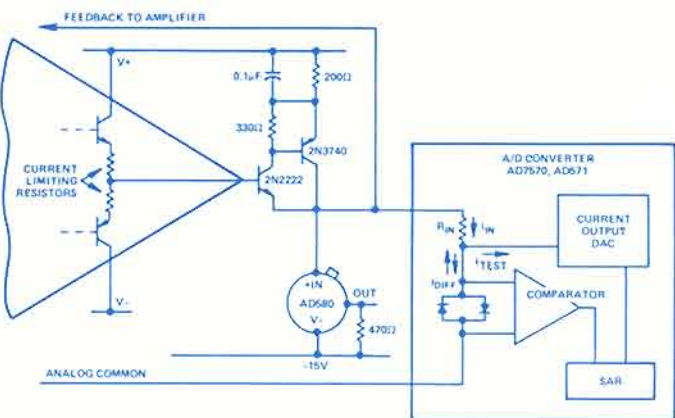 FEEDBACK TO AMPLIFIER
V+
0.1μF
200Ω
330Ω
2N3740
2N2222
CURRENT
LIMITING
RESISTORS
V-
+IN
AD580
V-
OUT
470Ω
-15V
ANALOG COMMON
A/D CONVERTER
AD7570, AD571
RIN
IIN
CURRENT
OUTPUT
DAC
ITEST
IDIFF
COMPARATOR
SAR